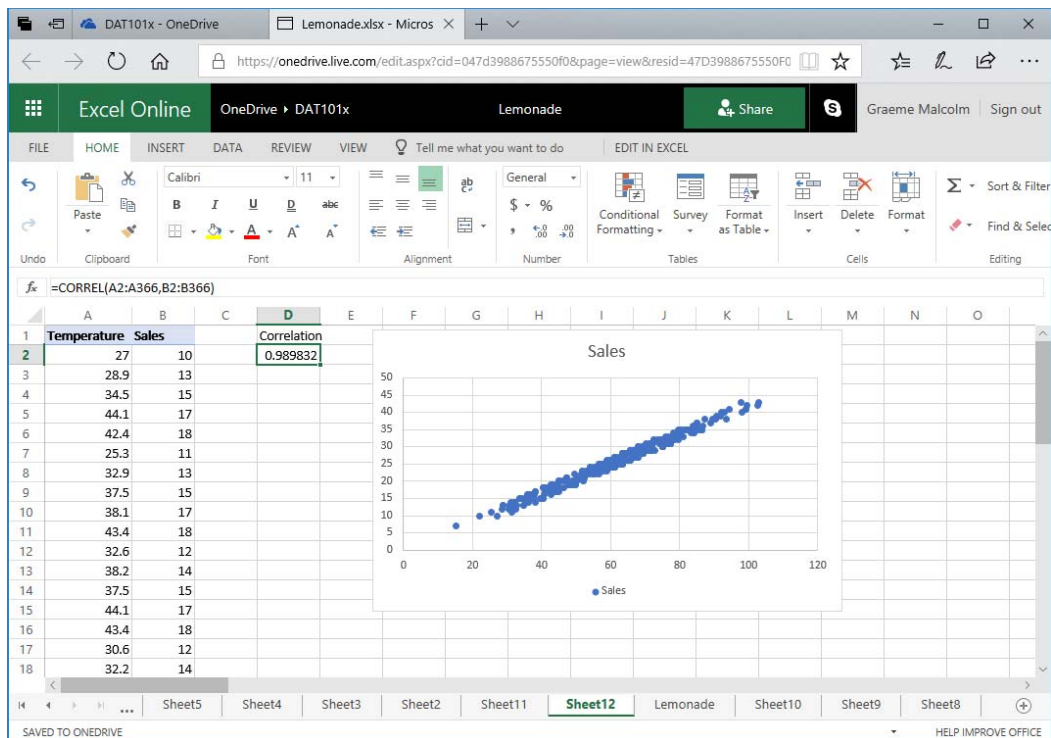 DAT101x - OneDrive
Lemonade.xlsx - Micros
https://onedrive.live.com/edit.aspx?cid=047d3988675550f0&page=view&resid=47D3988675550F0
Excel Online
OneDrive ▸ DAT101x
Lemonade
Share
Graeme Malcolm
Sign out
FILE HOME INSERT DATA REVIEW VIEW Tell me what you want to do EDIT IN EXCEL
Calibri 11
General
Paste
B I U D abc
A A A
$ % 
Conditional Formatting
Survey
Format as Table
Insert
Delete
Format
Σ Sort & Filter
Find & Selec
Undo Clipboard Font Alignment Number Tables Cells Editing
fx =CORREL(A2:A366,B2:B366)
A B C D E F G H I J K L M N O
1 Temperature Sales Correlation
2 27 10 0.989832
3 28.9 13
4 34.5 15
5 44.1 17
6 42.4 18
7 25.3 11
8 32.9 13
9 37.5 15
10 38.1 17
11 43.4 18
12 32.6 12
13 38.2 14
14 37.5 15
15 44.1 17
16 43.4 18
17 30.6 12
18 32.2 14
Sales
50
45
40
35
30
25
20
15
10
5
0
0 20 40 60 80 100 120
Sales
... Sheet5 Sheet4 Sheet3 Sheet2 Sheet11 Sheet12 Lemonade Sheet10 Sheet9 Sheet8
SAVED TO ONEDRIVE
HELP IMPROVE OFFICE